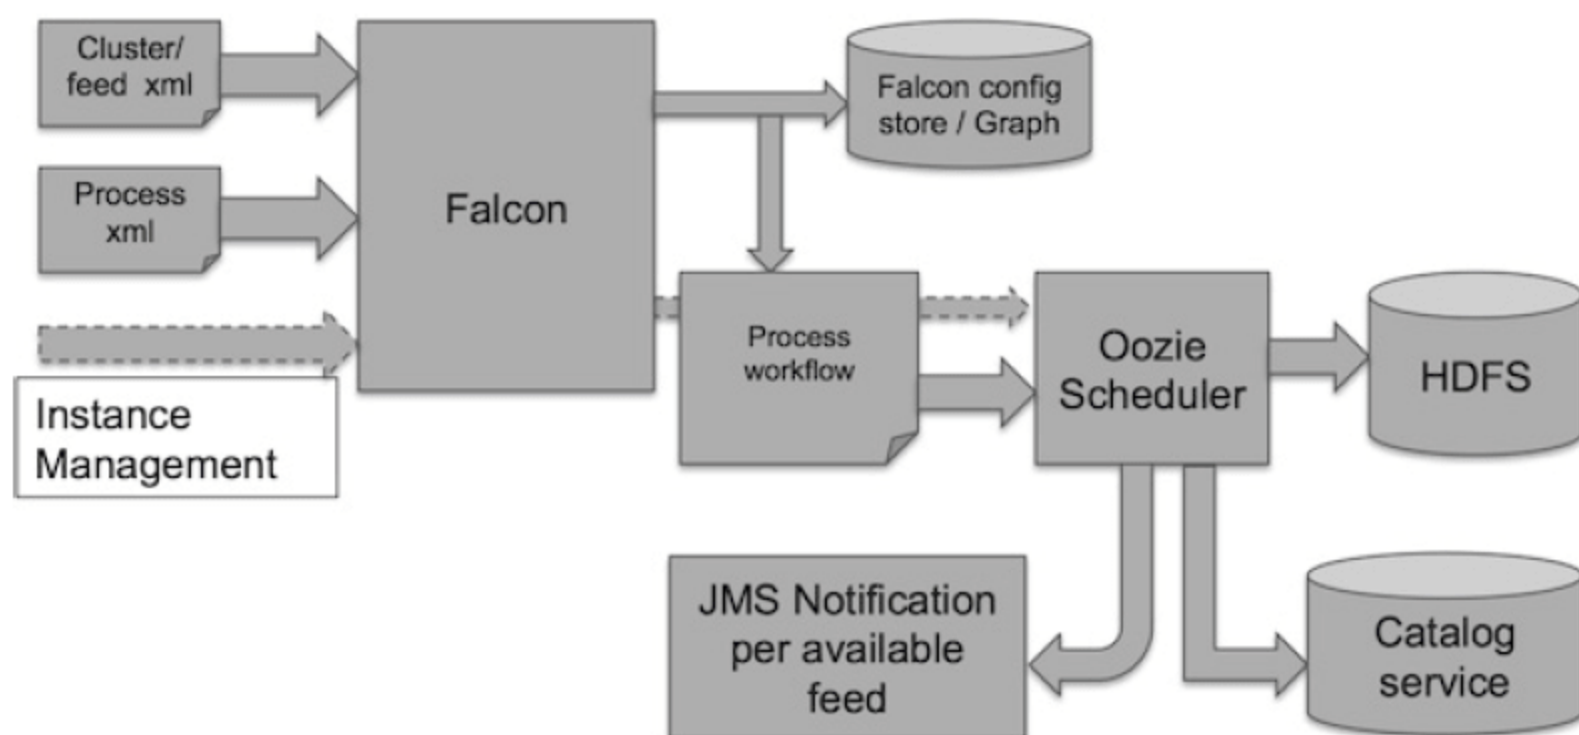 Cluster/
feed xml
Falcon config
store / Graph
Process
xml
Falcon
Process
workflow
Oozie
Scheduler
HDFS
Instance
Management
JMS Notification
per available
feed
Catalog
service